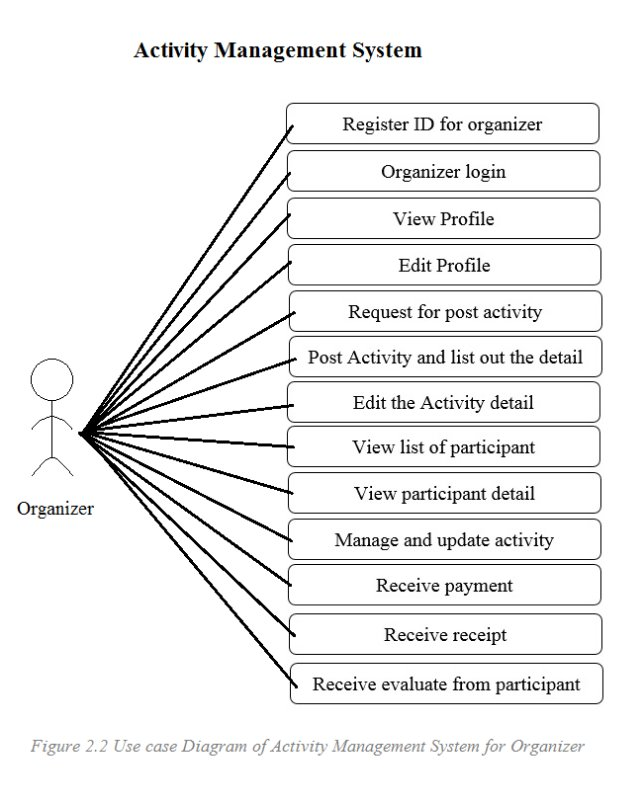 Activity Management System
Register ID for organizer
Organizer login
View Profile
Edit Profile
Request for post activity
Post Activity and list out the detail
Edit the Activity detail
View list of participant
View participant detail
Manage and update activity
Receive payment
Receive receipt
Receive evaluate from participant
Organizer
Figure 2.2 Use case Diagram of Activity Management System for Organizer